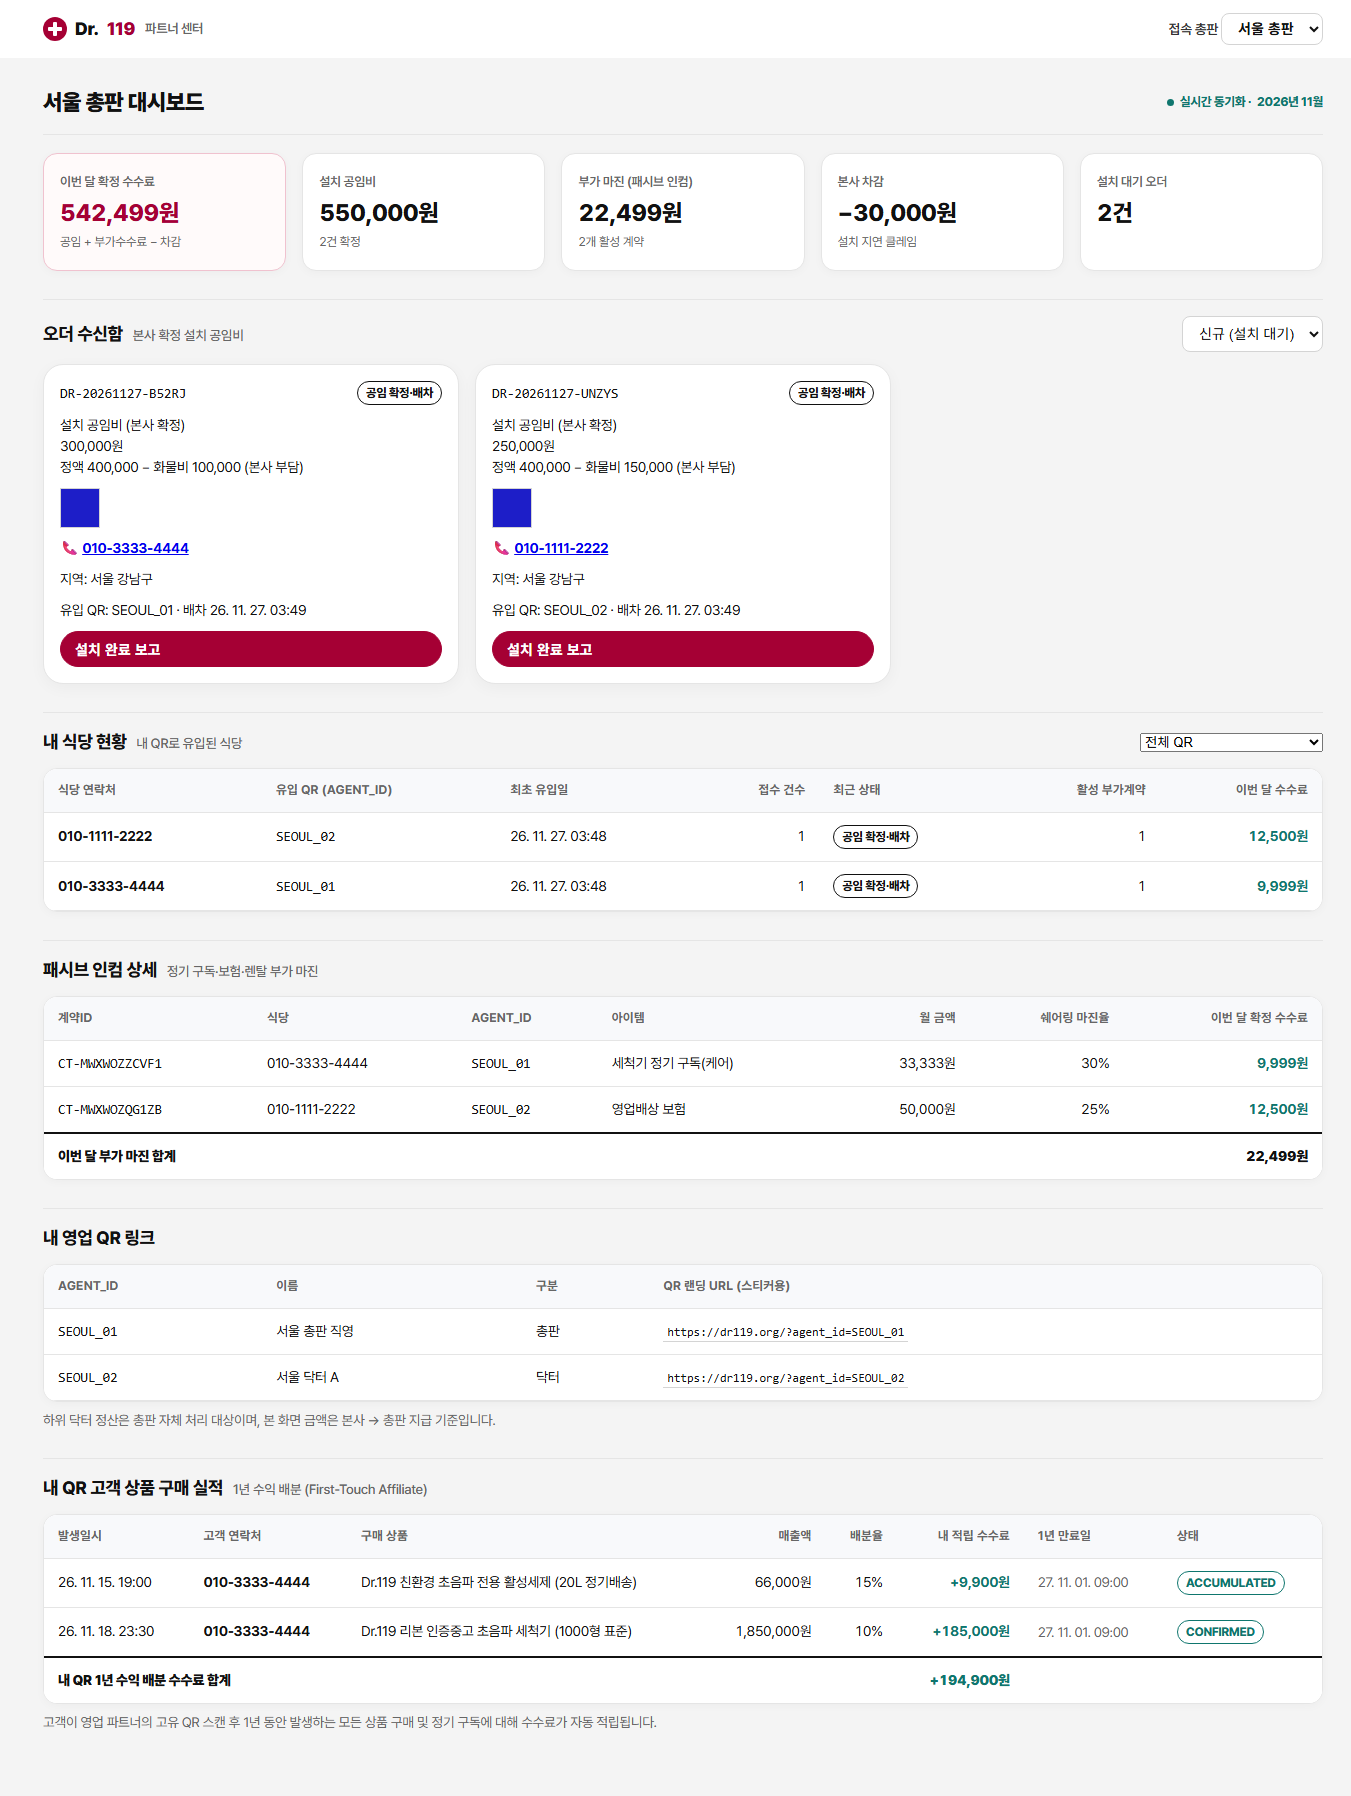 Dr. 119 파트너 센터
접속 총판 서울 총판
서울 총판 대시보드
실시간 동기화 · 2026년 11월
이번 달 확정 수수료
542,499원
공임 + 부가수수료 − 차감
설치 공임비
550,000원
2건 확정
부가 마진 (패시브 인컴)
22,499원
2개 활성 계약
본사 차감
−30,000원
설치 지연 클레임
설치 대기 오더
2건
오더 수신함 본사 확정 설치 공임비
신규 (설치 대기)
DR-20261127-B52RJ 공임 확정·배차
설치 공임비 (본사 확정)
300,000원
정액 400,000 − 화물비 100,000 (본사 부담)
010-3333-4444
지역: 서울 강남구
유입 QR: SEOUL_01 · 배차 26. 11. 27. 03:49
설치 완료 보고
DR-20261127-UNZYS 공임 확정·배차
설치 공임비 (본사 확정)
250,000원
정액 400,000 − 화물비 150,000 (본사 부담)
010-1111-2222
지역: 서울 강남구
유입 QR: SEOUL_02 · 배차 26. 11. 27. 03:49
설치 완료 보고
내 식당 현황 내 QR로 유입된 식당
전체 QR
식당 연락처 유입 QR (AGENT_ID) 최초 유입일 접수 건수 최근 상태 활성 부가계약 이번 달 수수료
010-1111-2222 SEOUL_02 26. 11. 27. 03:48 1 공임 확정·배차 1 12,500원
010-3333-4444 SEOUL_01 26. 11. 27. 03:48 1 공임 확정·배차 1 9,999원
패시브 인컴 상세 정기 구독·보험·렌탈 부가 마진
계약ID 식당 AGENT_ID 아이템 월 금액 쉐어링 마진율 이번 달 확정 수수료
CT-MWXWOZZCVF1 010-3333-4444 SEOUL_01 세척기 정기 구독(케어) 33,333원 30% 9,999원
CT-MWXWOZQG1ZB 010-1111-2222 SEOUL_02 영업배상 보험 50,000원 25% 12,500원
이번 달 부가 마진 합계 22,499원
내 영업 QR 링크
AGENT_ID 이름 구분 QR 랜딩 URL (스티커용)
SEOUL_01 서울 총판 직영 총판 https://dr119.org/?agent_id=SEOUL_01
SEOUL_02 서울 닥터 A 닥터 https://dr119.org/?agent_id=SEOUL_02
하위 닥터 정산은 총판 자체 처리 대상이며, 본 화면 금액은 본사 → 총판 지급 기준입니다.
내 QR 고객 상품 구매 실적 1년 수익 배분 (First-Touch Affiliate)
발생일시 고객 연락처 구매 상품 매출액 배분율 내 적립 수수료 1년 만료일 상태
26. 11. 15. 19:00 010-3333-4444 Dr.119 친환경 초음파 전용 활성세제 (20L 정기배송) 66,000원 15% +9,900원 27. 11. 01. 09:00 ACCUMULATED
26. 11. 18. 23:30 010-3333-4444 Dr.119 리본 인증중고 초음파 세척기 (1000형 표준) 1,850,000원 10% +185,000원 27. 11. 01. 09:00 CONFIRMED
내 QR 1년 수익 배분 수수료 합계 +194,900원
고객이 영업 파트너의 고유 QR 스캔 후 1년 동안 발생하는 모든 상품 구매 및 정기 구독에 대해 수수료가 자동 적립됩니다.